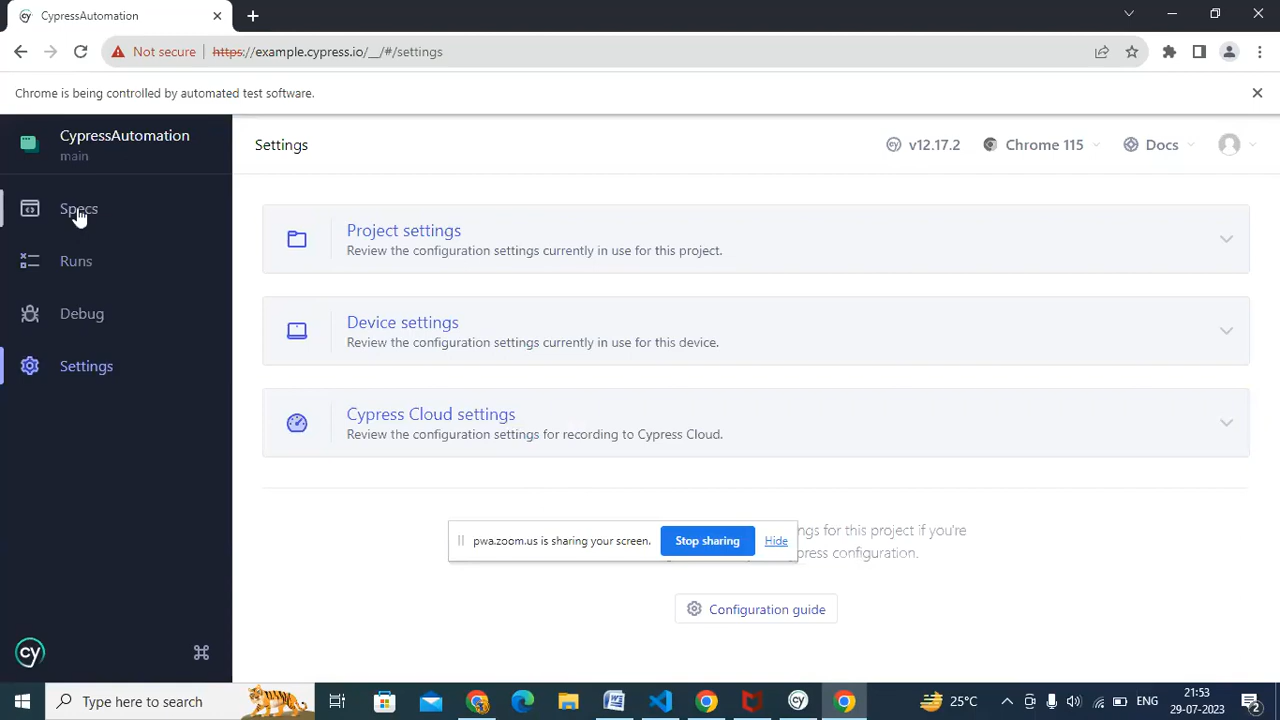 CypressAutomation
Not secure
https://example.cypress.io/__/#/settings
Chrome is being controlled by automated test software.
CypressAutomation
main
Specs
Runs
Debug
Settings
cy
Settings
v12.17.2
Chrome 115
Docs
Project settings
Review the configuration settings currently in use for this project.
Device settings
Review the configuration settings currently in use for this device.
Cypress Cloud settings
Review the configuration settings for recording to Cypress Cloud.
ngs for this project if you're
press configuration.
pwa.zoom.us is sharing your screen.
Stop sharing
Hide
Configuration guide
Type here to search
25°C
ENG
21:53
29-07-2023
2